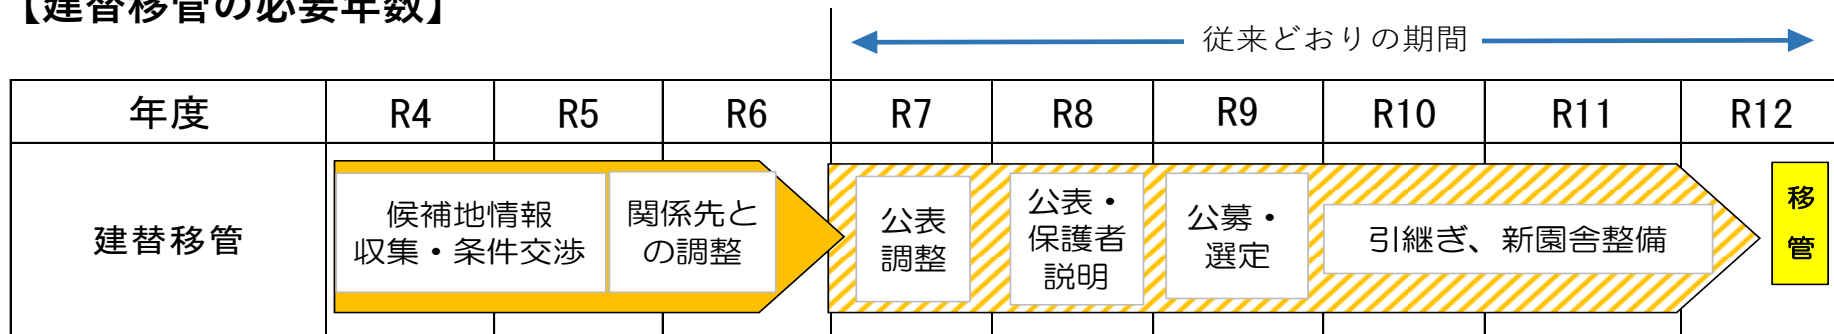 【建替移管の必要年数】
従来どおりの期間
年度 R4 R5 R6 R7 R8 R9 R10 R11 R12
建替移管
候補地情報
収集・条件交渉
関係先と
の調整
公表
調整
公表・
保護者
説明
公募・
選定
引継ぎ、新園舎整備
移
管